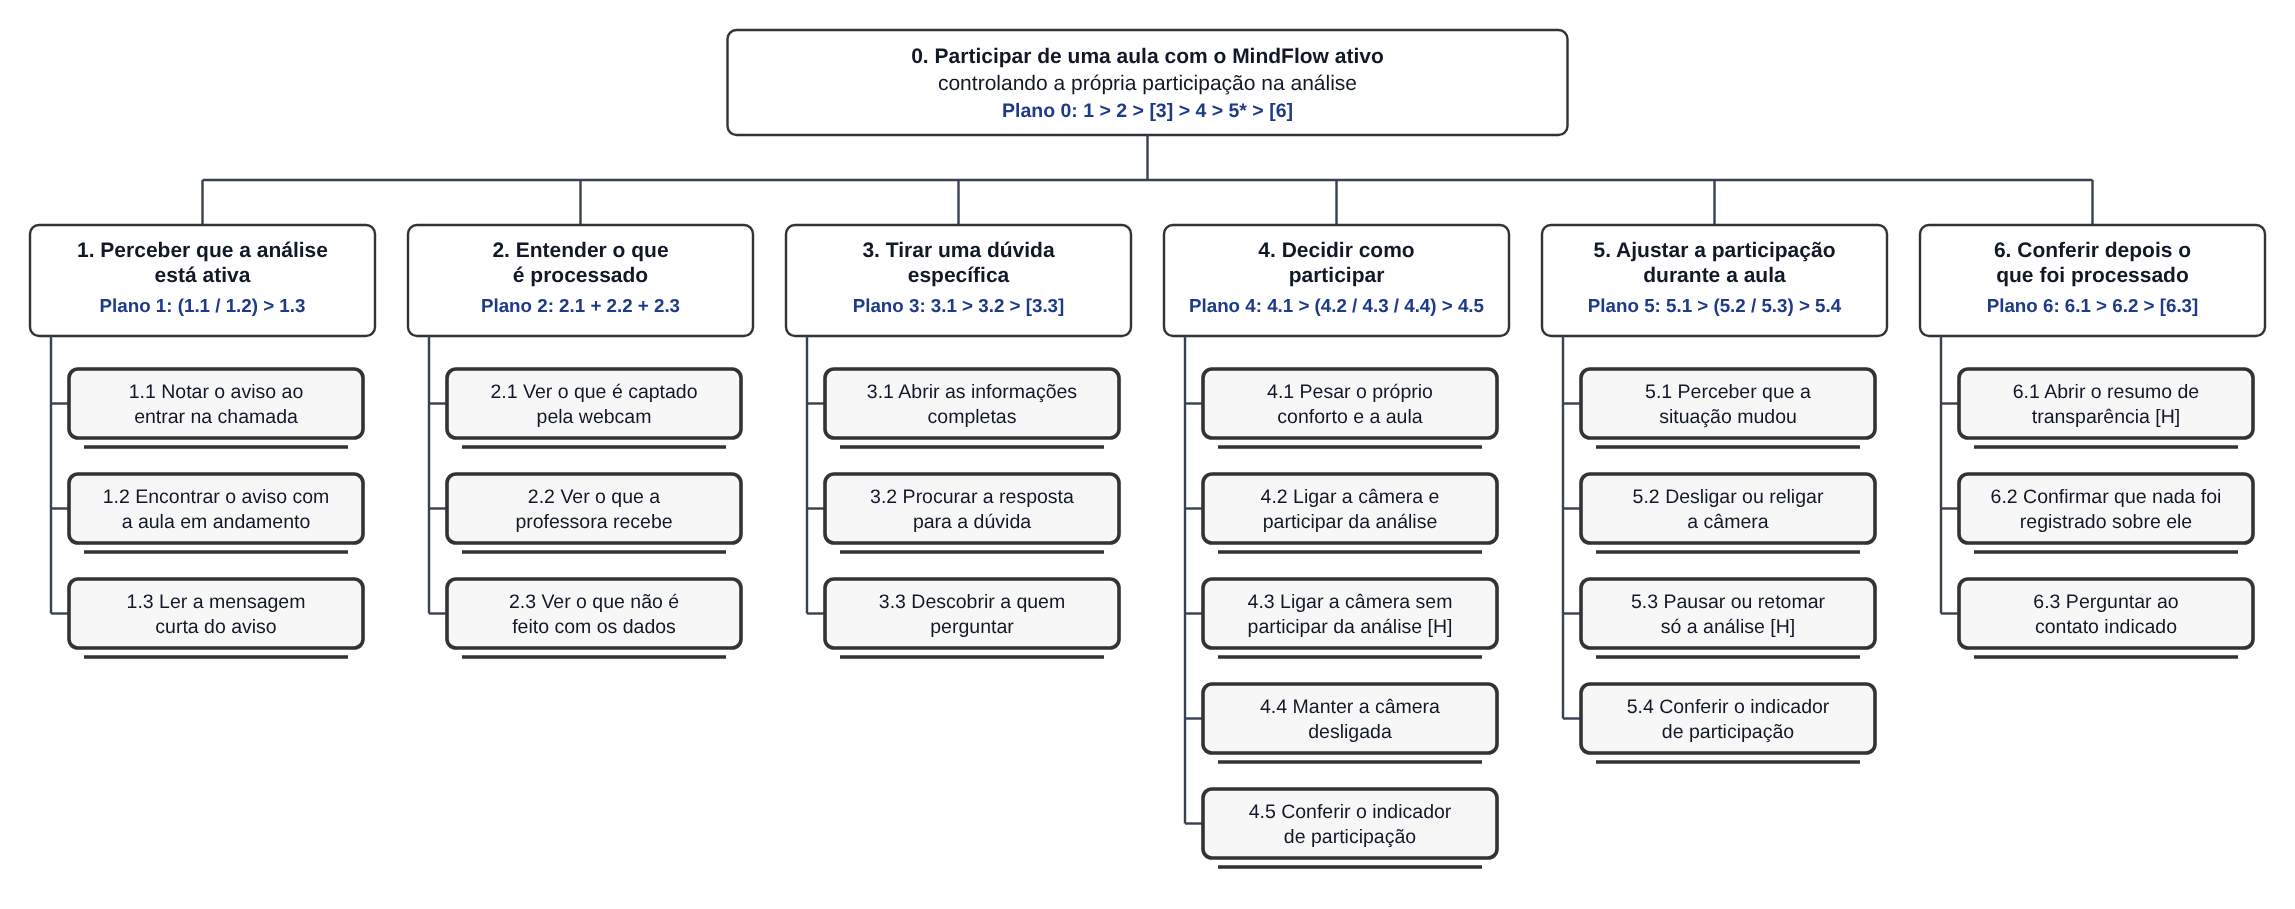 0. Participar de uma aula com o MindFlow ativo
controlando a própria participação na análise
Plano 0: 1 > 2 > [3] > 4 > 5* > [6]
1. Perceber que a análise
está ativa
Plano 1: (1.1 / 1.2) > 1.3
1.1 Notar o aviso ao
entrar na chamada
1.2 Encontrar o aviso com
a aula em andamento
1.3 Ler a mensagem
curta do aviso
2. Entender o que
é processado
Plano 2: 2.1 + 2.2 + 2.3
2.1 Ver o que é captado
pela webcam
2.2 Ver o que a
professora recebe
2.3 Ver o que não é
feito com os dados
3. Tirar uma dúvida
específica
Plano 3: 3.1 > 3.2 > [3.3]
3.1 Abrir as informações
completas
3.2 Procurar a resposta
para a dúvida
3.3 Descobrir a quem
perguntar
4. Decidir como
participar
Plano 4: 4.1 > (4.2 / 4.3 / 4.4) > 4.5
4.1 Pesar o próprio
conforto e a aula
4.2 Ligar a câmera e
participar da análise
4.3 Ligar a câmera sem
participar da análise [H]
4.4 Manter a câmera
desligada
4.5 Conferir o indicador
de participação
5. Ajustar a participação
durante a aula
Plano 5: 5.1 > (5.2 / 5.3) > 5.4
5.1 Perceber que a
situação mudou
5.2 Desligar ou religar
a câmera
5.3 Pausar ou retomar
só a análise [H]
5.4 Conferir o indicador
de participação
6. Conferir depois o
que foi processado
Plano 6: 6.1 > 6.2 > [6.3]
6.1 Abrir o resumo de
transparência [H]
6.2 Confirmar que nada foi
registrado sobre ele
6.3 Perguntar ao
contato indicado